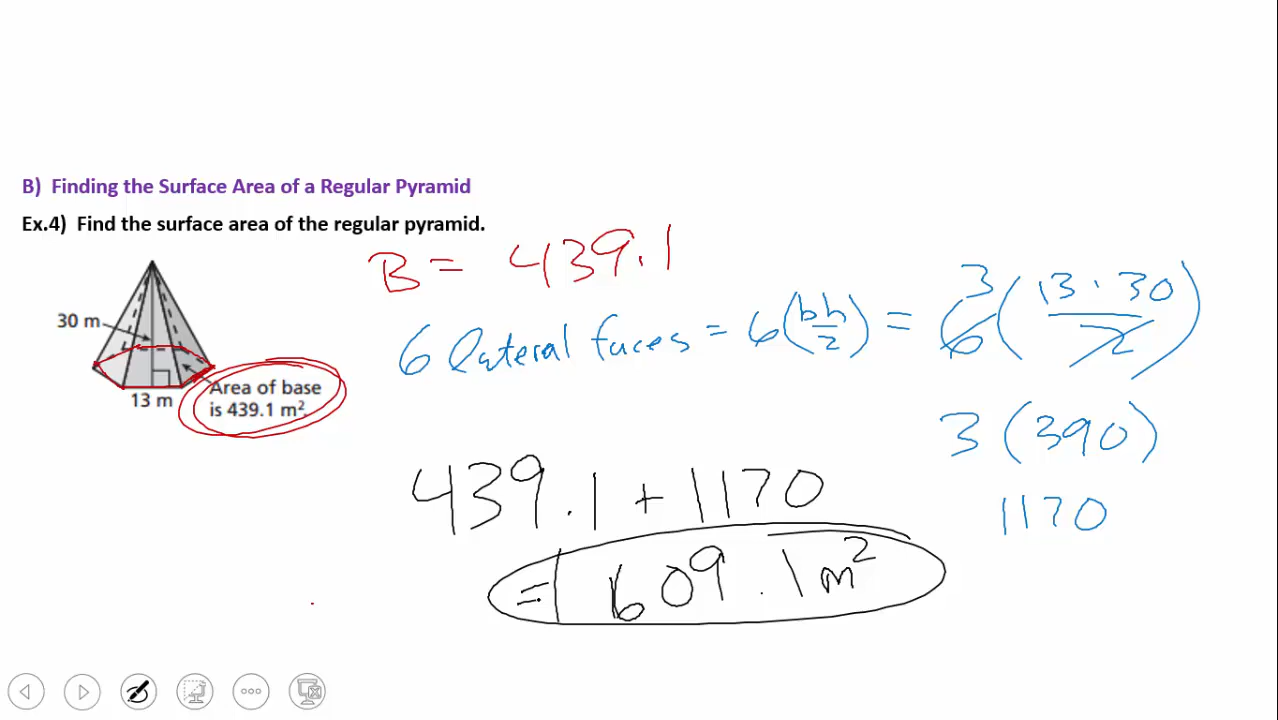 B) Finding the Surface Area of a Regular Pyramid
Ex.4) Find the surface area of the regular pyramid.
B = 439.1
30 m
13 m
Area of base
is 439.1 m².
6 lateral faces = 6(bh/2) = 6(13·30/2)
3
3(390)
1170
439.1 + 1170
= 1609.1 m²